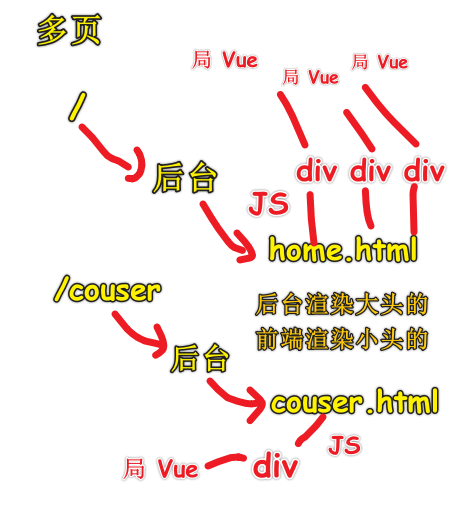 多页
局 Vue
局 Vue
局 Vue
/
后台
div div div
JS
home.html
/couser
后台渲染大头的
前端渲染小头的
后台
couser.html
JS
局 Vue
div